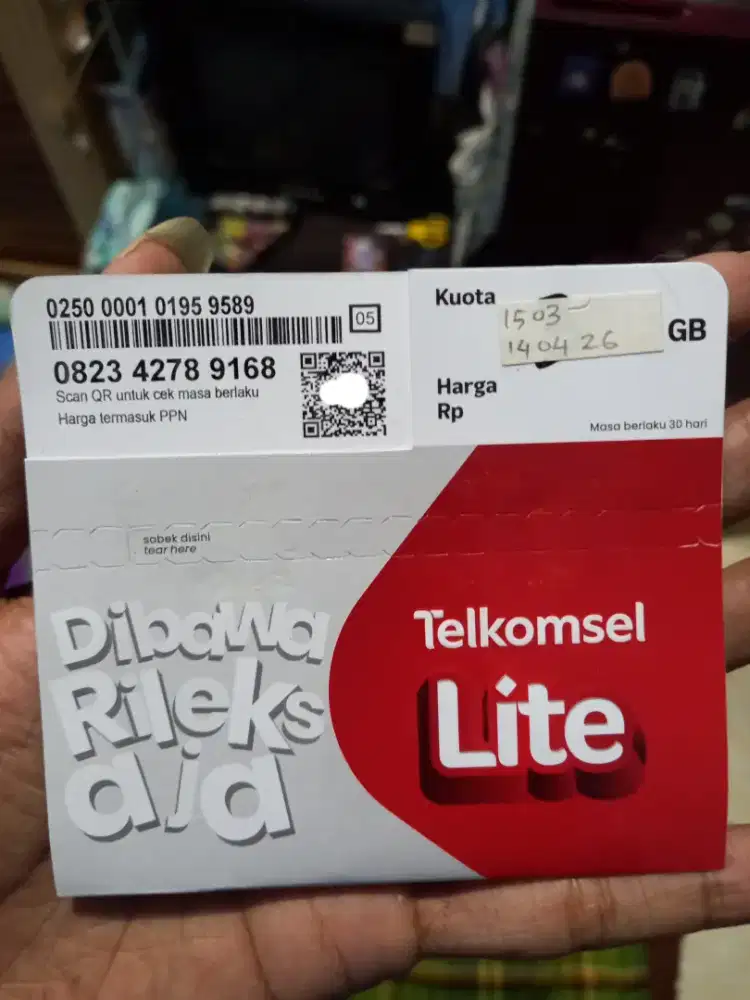 0250 0001 0195 9589
05
0823 4278 9168
Scan QR untuk cek masa berlaku
Harga termasuk PPN
Kuota
1503
140426
GB
Harga
Rp
Masa berlaku 30 hari
sobek disini
tear here
Dibawa
Rileks
aja
Telkomsel
Lite